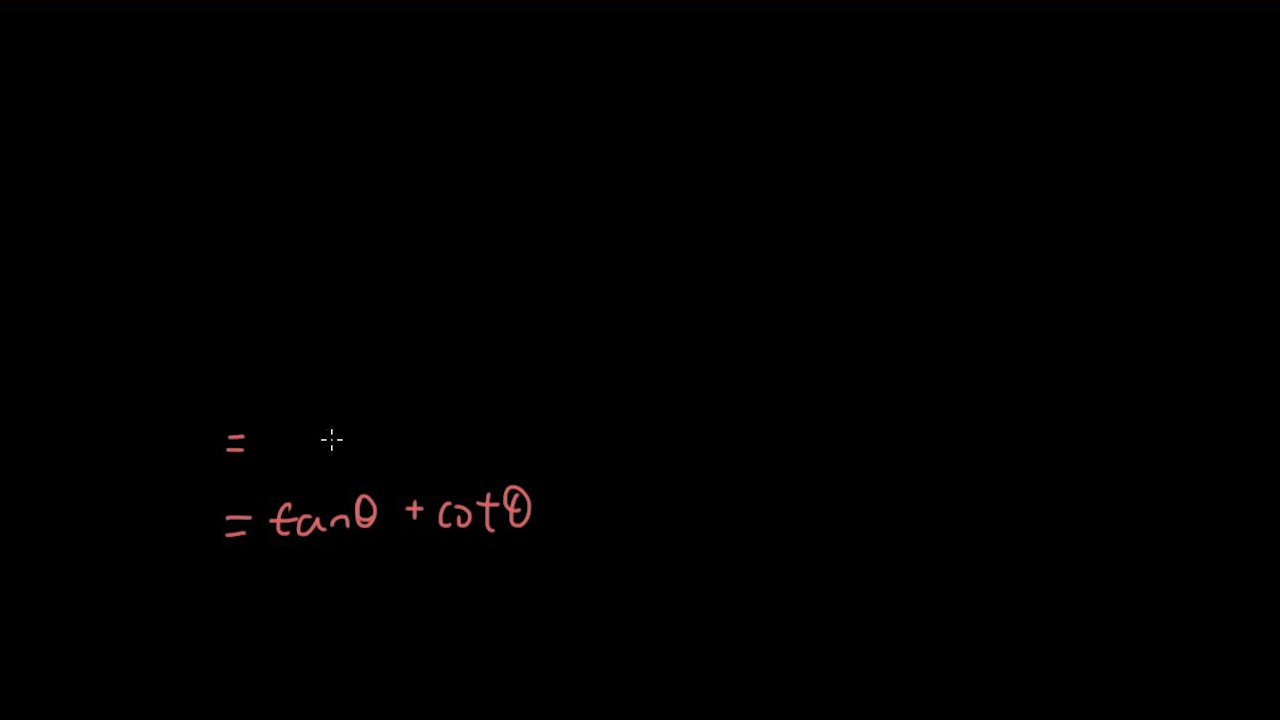 =
= tanθ + cotθ